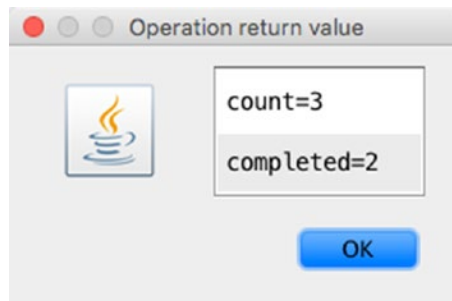 Operation return value
count=3
completed=2
OK